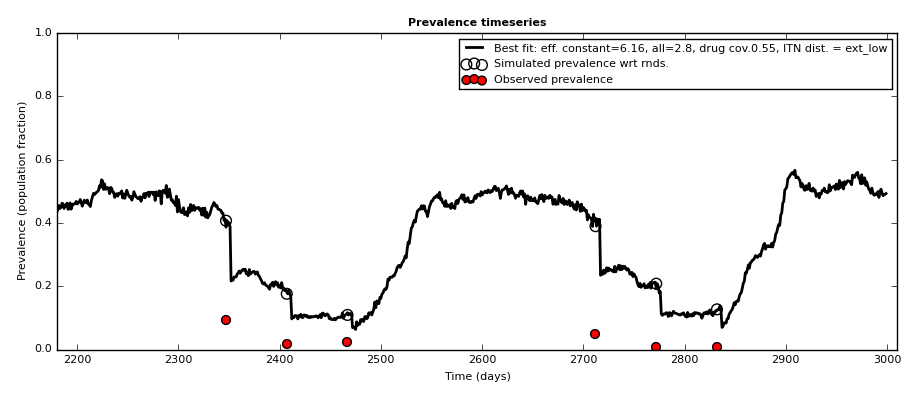 Prevalence timeseries
Best fit: eff. constant=6.16, all=2.8, drug cov.0.55, ITN dist. = ext_low
Simulated prevalence wrt rnds.
Observed prevalence
Prevalence (population fraction)
1.0
0.8
0.6
0.4
0.2
0.0
2200 2300 2400 2500 2600 2700 2800 2900 3000
Time (days)